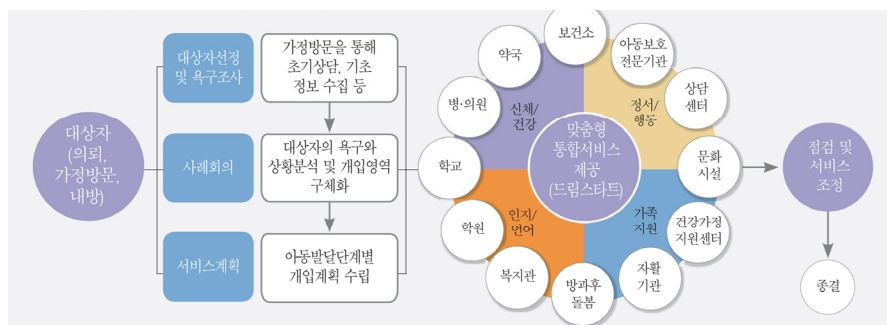 대상자
(의뢰,
가정방문,
내방)
대상자선정
및 욕구조사
가정방문을 통해
초기상담, 기초
정보 수집 등
사례회의
대상자의 욕구와
상황분석 및 개입영역
구체화
서비스계획
아동발달단계별
개입계획 수립
맞춤형
통합서비스
제공
(드림스타트)
신체/
건강
정서/
행동
인지/
언어
가족
지원
보건소
아동보호
전문기관
상담
센터
문화
시설
건강가정
지원센터
자활
기관
방과후
돌봄
복지관
학원
학교
병·의원
약국
점검 및
서비스
조정
종결